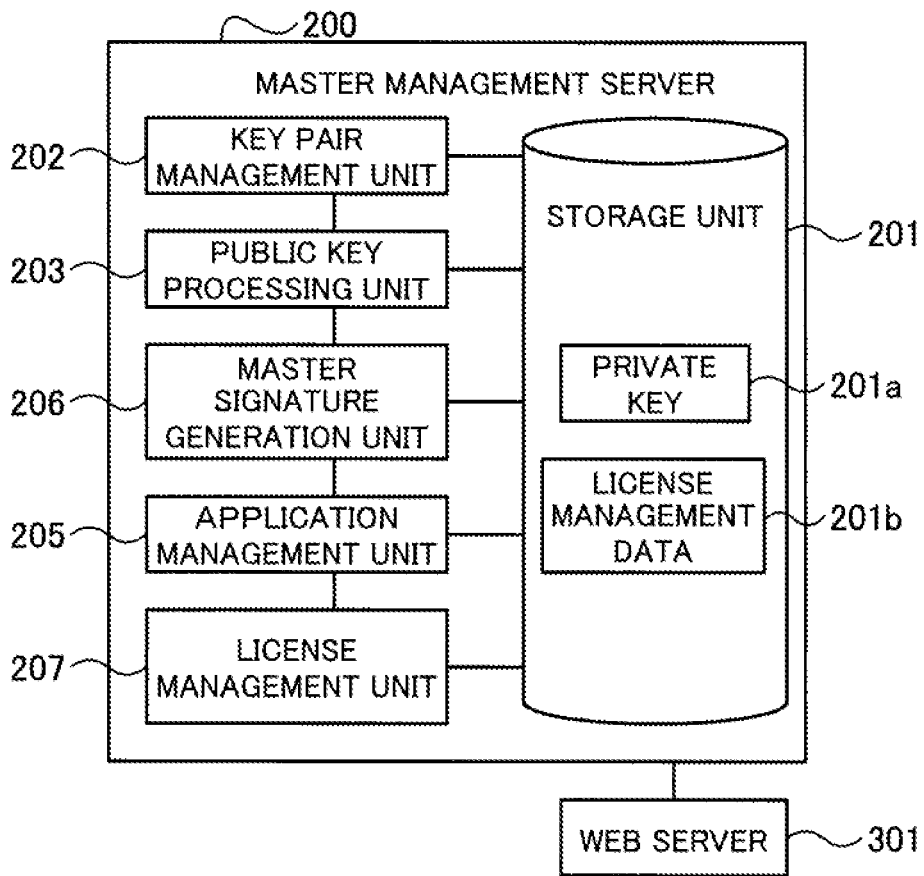 200
MASTER MANAGEMENT SERVER
202
KEY PAIR
MANAGEMENT UNIT
203
PUBLIC KEY
PROCESSING UNIT
206
MASTER
SIGNATURE
GENERATION UNIT
205
APPLICATION
MANAGEMENT UNIT
207
LICENSE
MANAGEMENT UNIT
STORAGE UNIT
201
PRIVATE
KEY
201a
LICENSE
MANAGEMENT
DATA
201b
WEB SERVER
301